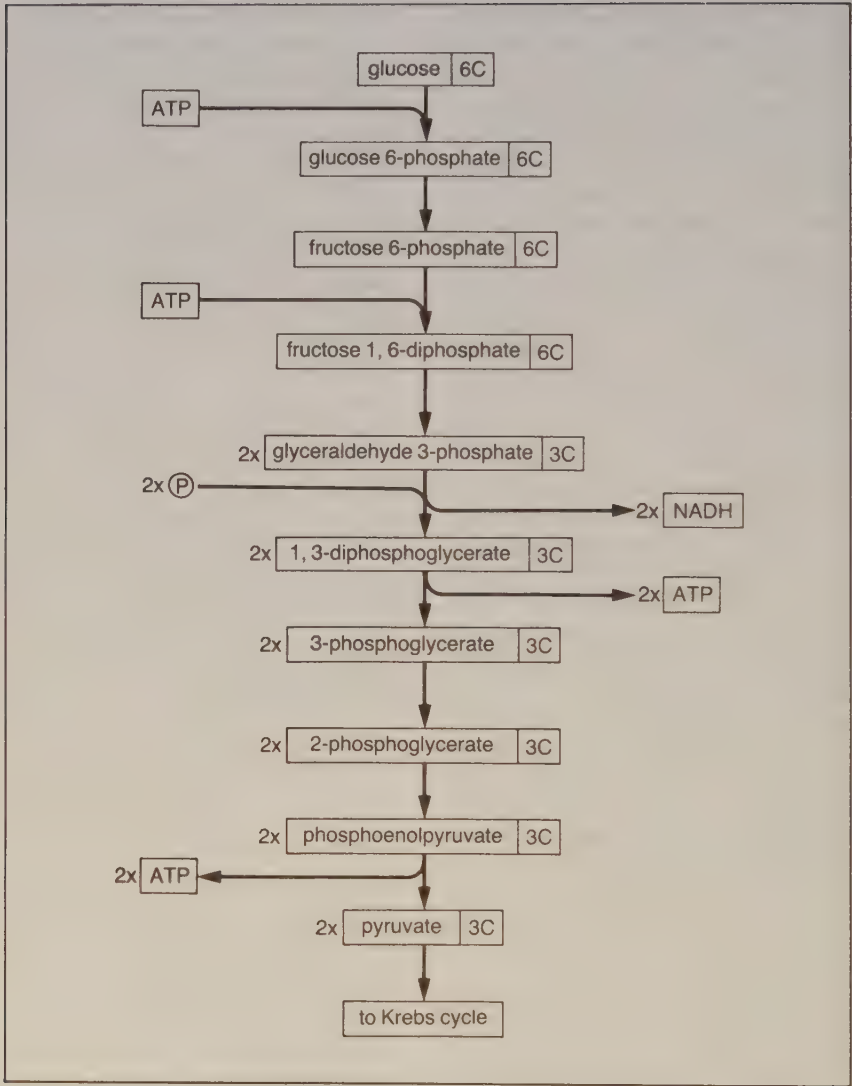 glucose 6C
ATP
glucose 6-phosphate 6C
fructose 6-phosphate 6C
ATP
fructose 1, 6-diphosphate 6C
2x glyceraldehyde 3-phosphate 3C
2x P
2x NADH
2x 1, 3-diphosphoglycerate 3C
2x ATP
2x 3-phosphoglycerate 3C
2x 2-phosphoglycerate 3C
2x phosphoenolpyruvate 3C
2x ATP
2x pyruvate 3C
to Krebs cycle